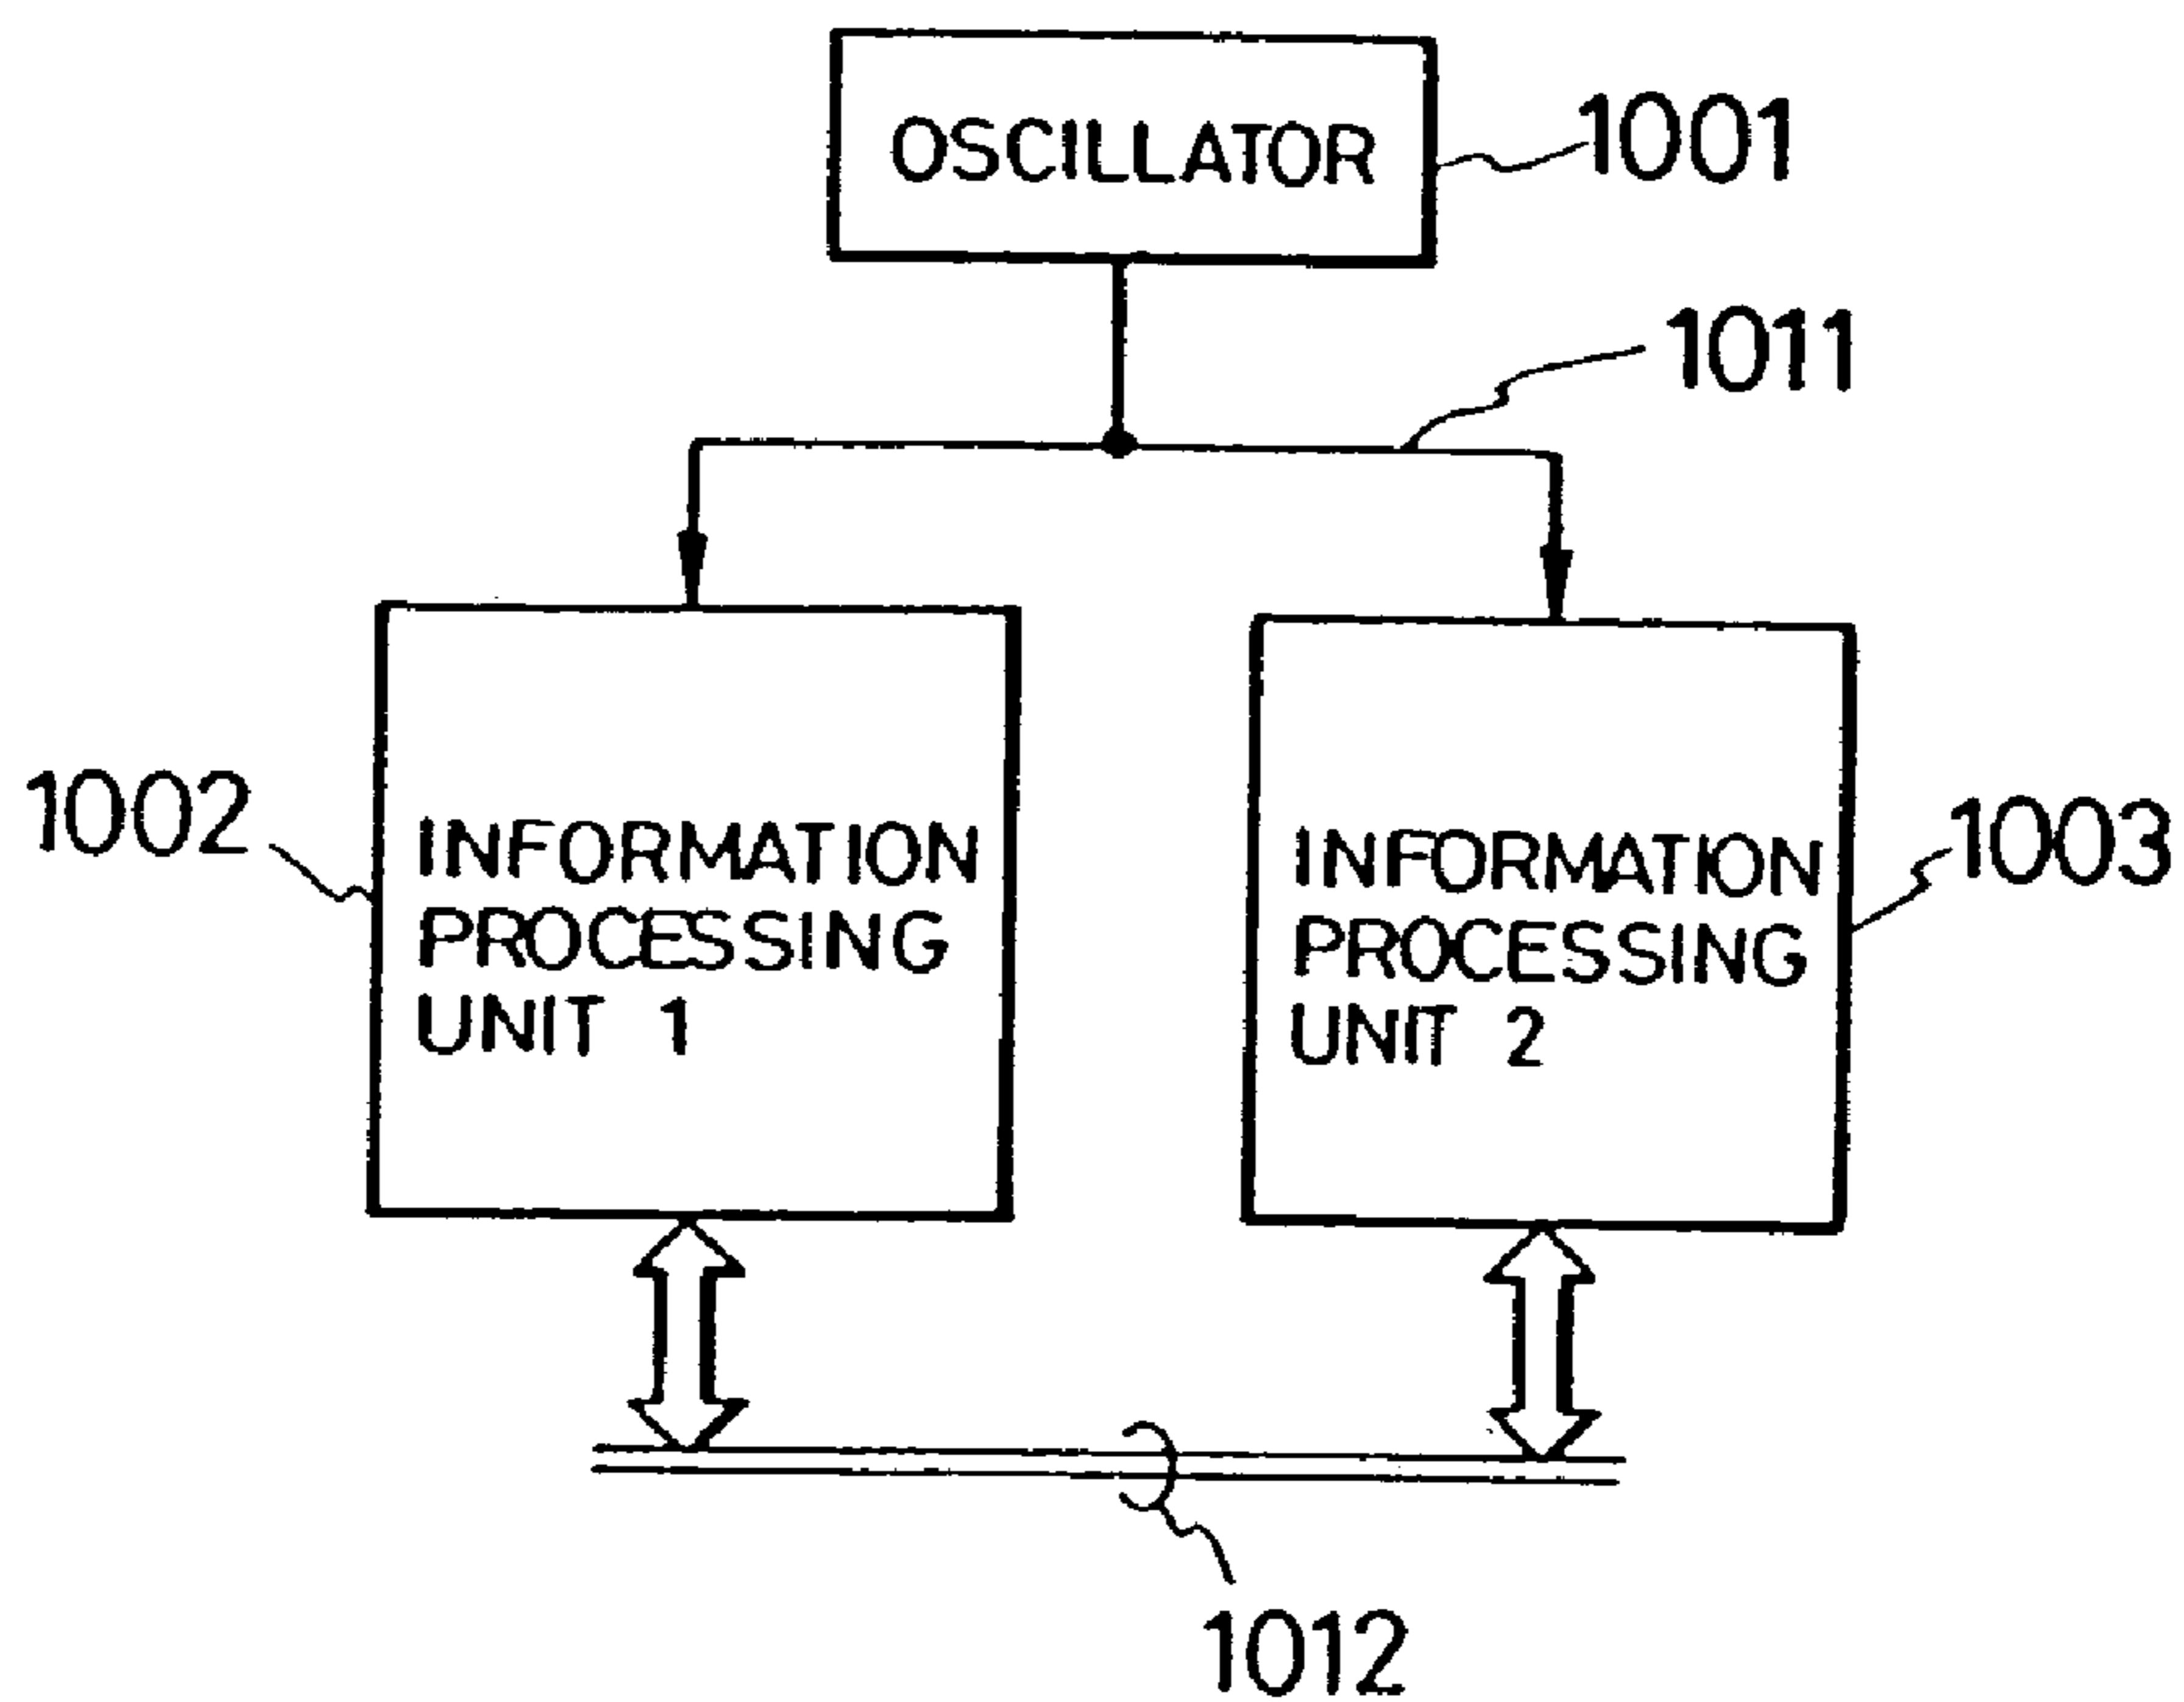 OSCILLATOR
1001
1011
1002
INFORMATION
PROCESSING
UNIT 1
INFORMATION
PROCESSING
UNIT 2
1003
1012